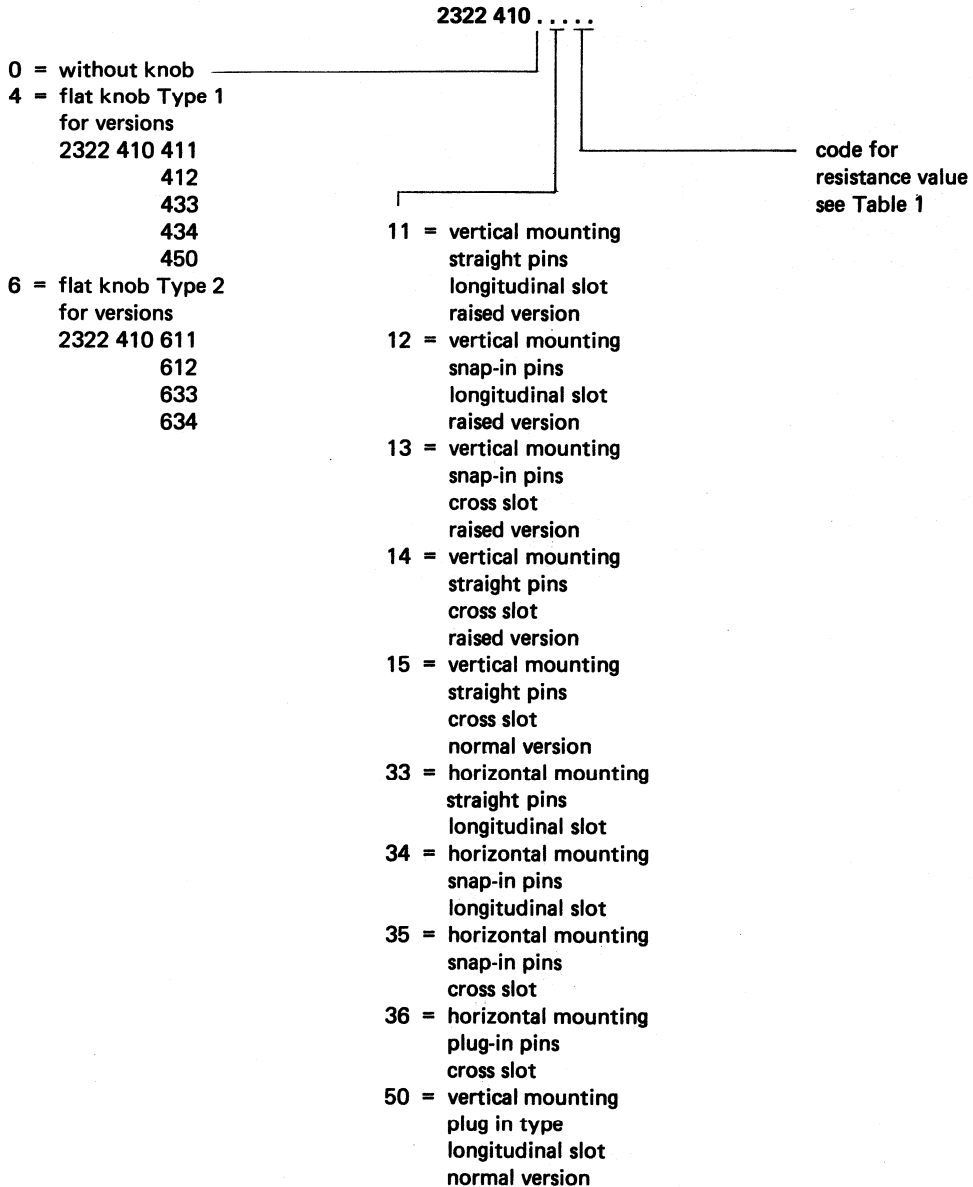 2322 410 . . . . .
0 = without knob
4 = flat knob Type 1
for versions
2322 410 411
412
433
434
450
6 = flat knob Type 2
for versions
2322 410 611
612
633
634
code for
resistance value
see Table 1
11 = vertical mounting
straight pins
longitudinal slot
raised version
12 = vertical mounting
snap-in pins
longitudinal slot
raised version
13 = vertical mounting
snap-in pins
cross slot
raised version
14 = vertical mounting
straight pins
cross slot
raised version
15 = vertical mounting
straight pins
cross slot
normal version
33 = horizontal mounting
straight pins
longitudinal slot
34 = horizontal mounting
snap-in pins
longitudinal slot
35 = horizontal mounting
snap-in pins
cross slot
36 = horizontal mounting
plug-in pins
cross slot
50 = vertical mounting
plug in type
longitudinal slot
normal version